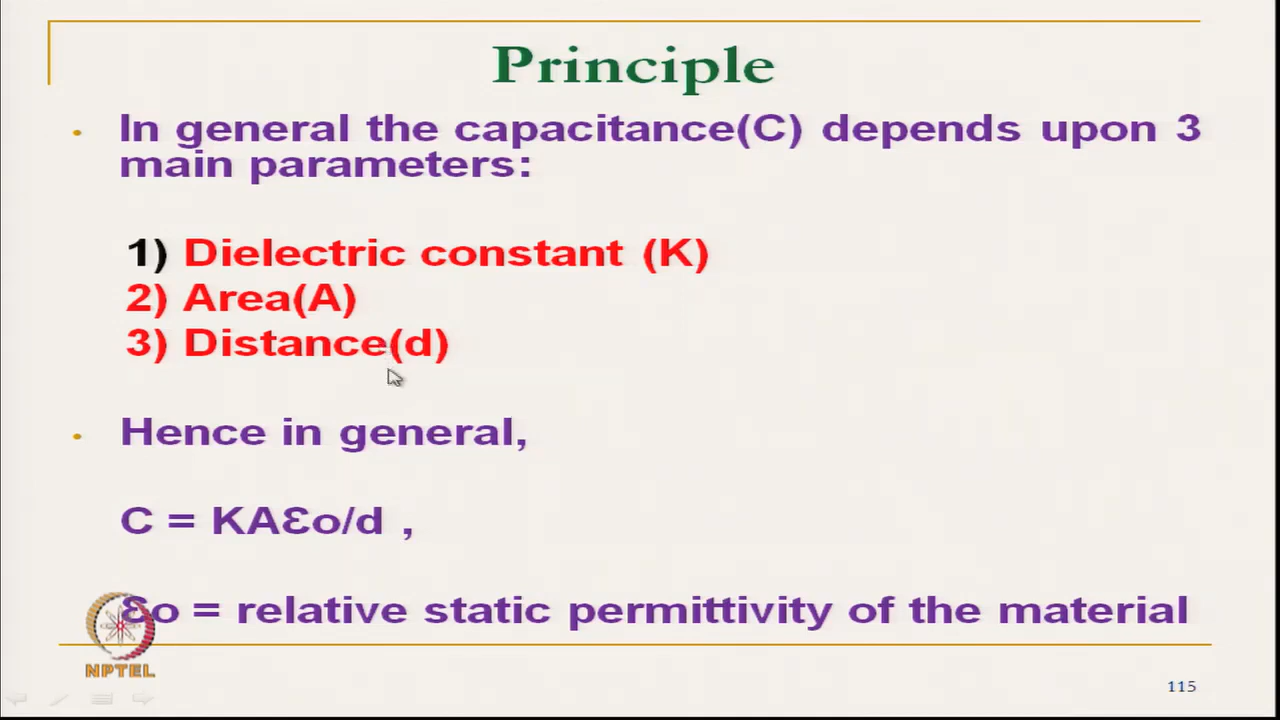 Principle
• In general the capacitance(C) depends upon 3
main parameters:
1) Dielectric constant (K)
2) Area(A)
3) Distance(d)
• Hence in general,
C = KAƐo/d ,
Ɛo = relative static permittivity of the material
NPTEL
115